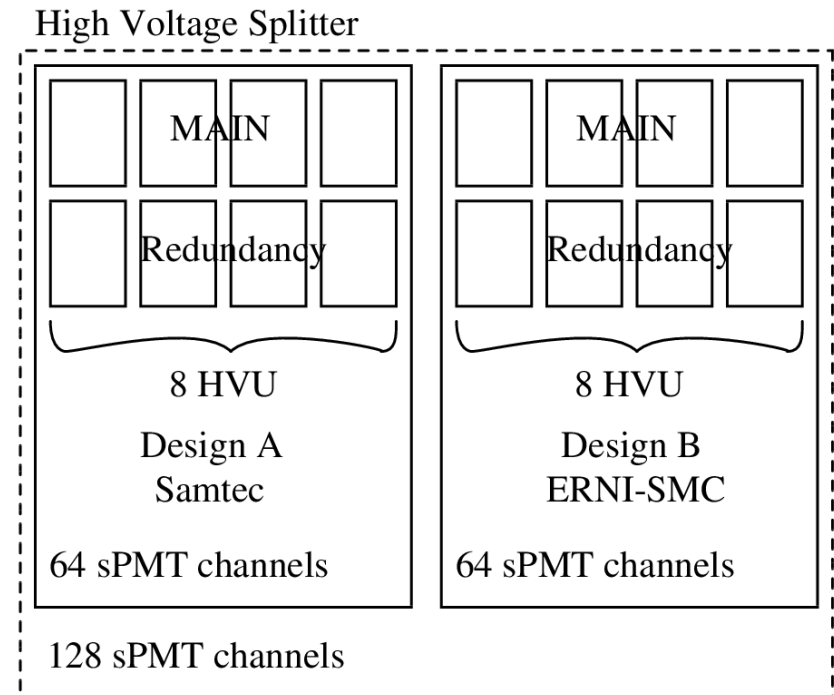 High Voltage Splitter
MAIN
Redundancy
8 HVU
Design A
Samtec
64 sPMT channels
MAIN
Redundancy
8 HVU
Design B
ERNI-SMC
64 sPMT channels
128 sPMT channels